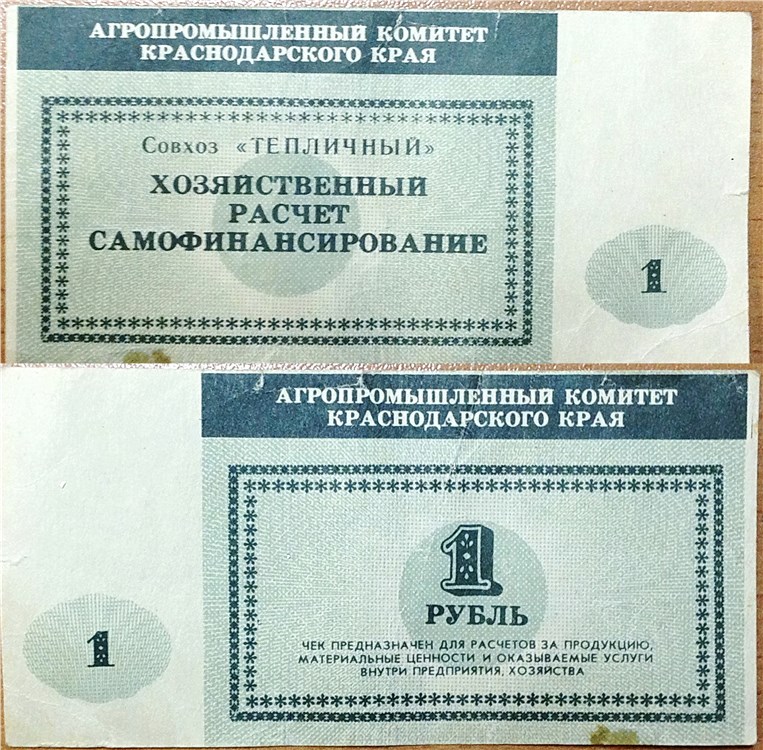 АГРОПРОМЫШЛЕННЫЙ КОМИТЕТ
КРАСНОДАРСКОГО КРАЯ
Совхоз «ТЕПЛИЧНЫЙ»
ХОЗЯЙСТВЕННЫЙ
РАСЧЕТ
САМОФИНАНСИРОВАНИЕ
1
АГРОПРОМЫШЛЕННЫЙ КОМИТЕТ
КРАСНОДАРСКОГО КРАЯ
1
РУБЛЬ
ЧЕК ПРЕДНАЗНАЧЕН ДЛЯ РАСЧЕТОВ ЗА ПРОДУКЦИЮ,
МАТЕРИАЛЬНЫЕ ЦЕННОСТИ И ОКАЗЫВАЕМЫЕ УСЛУГИ
ВНУТРИ ПРЕДПРИЯТИЯ, ХОЗЯЙСТВА
1